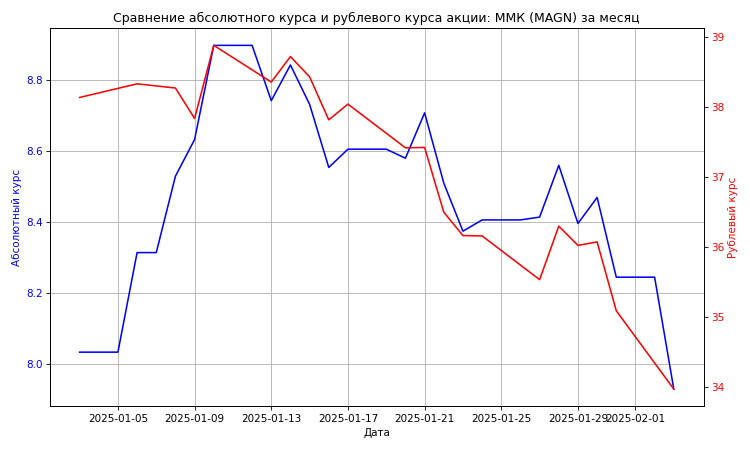 Сравнение абсолютного курса и рублевого курса акции: ММК (MAGN) за месяц
Абсолютный курс
8.8
8.6
8.4
8.2
8.0
39
38
37
36
35
34
Рублевый курс
2025-01-05 2025-01-09 2025-01-13 2025-01-17 2025-01-21 2025-01-25 2025-01-29 2025-02-01
Дата